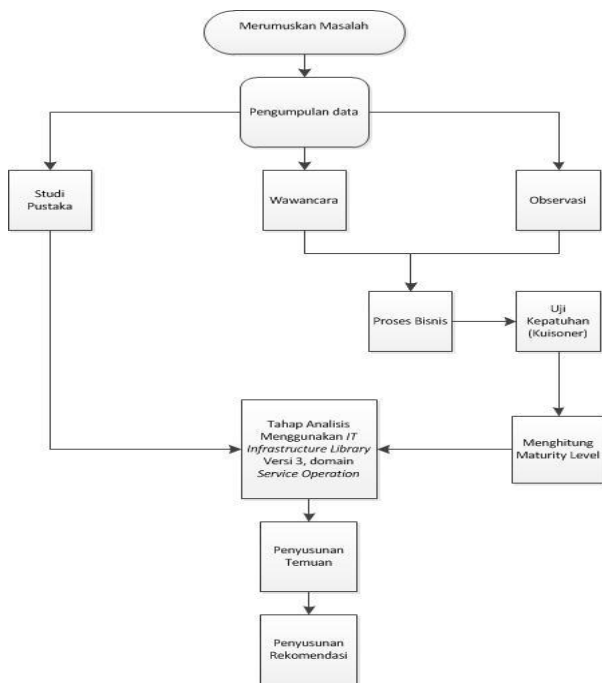 Merumuskan Masalah
Pengumpulan data
Studi
Pustaka
Wawancara
Observasi
Proses Bisnis
Uji
Kepatuhan
(Kuisoner)
Tahap Analisis
Menggunakan IT
Infrastructure Library
Versi 3, domain
Service Operation
Menghitung
Maturity Level
Penyusunan
Temuan
Penyusunan
Rekomendasi